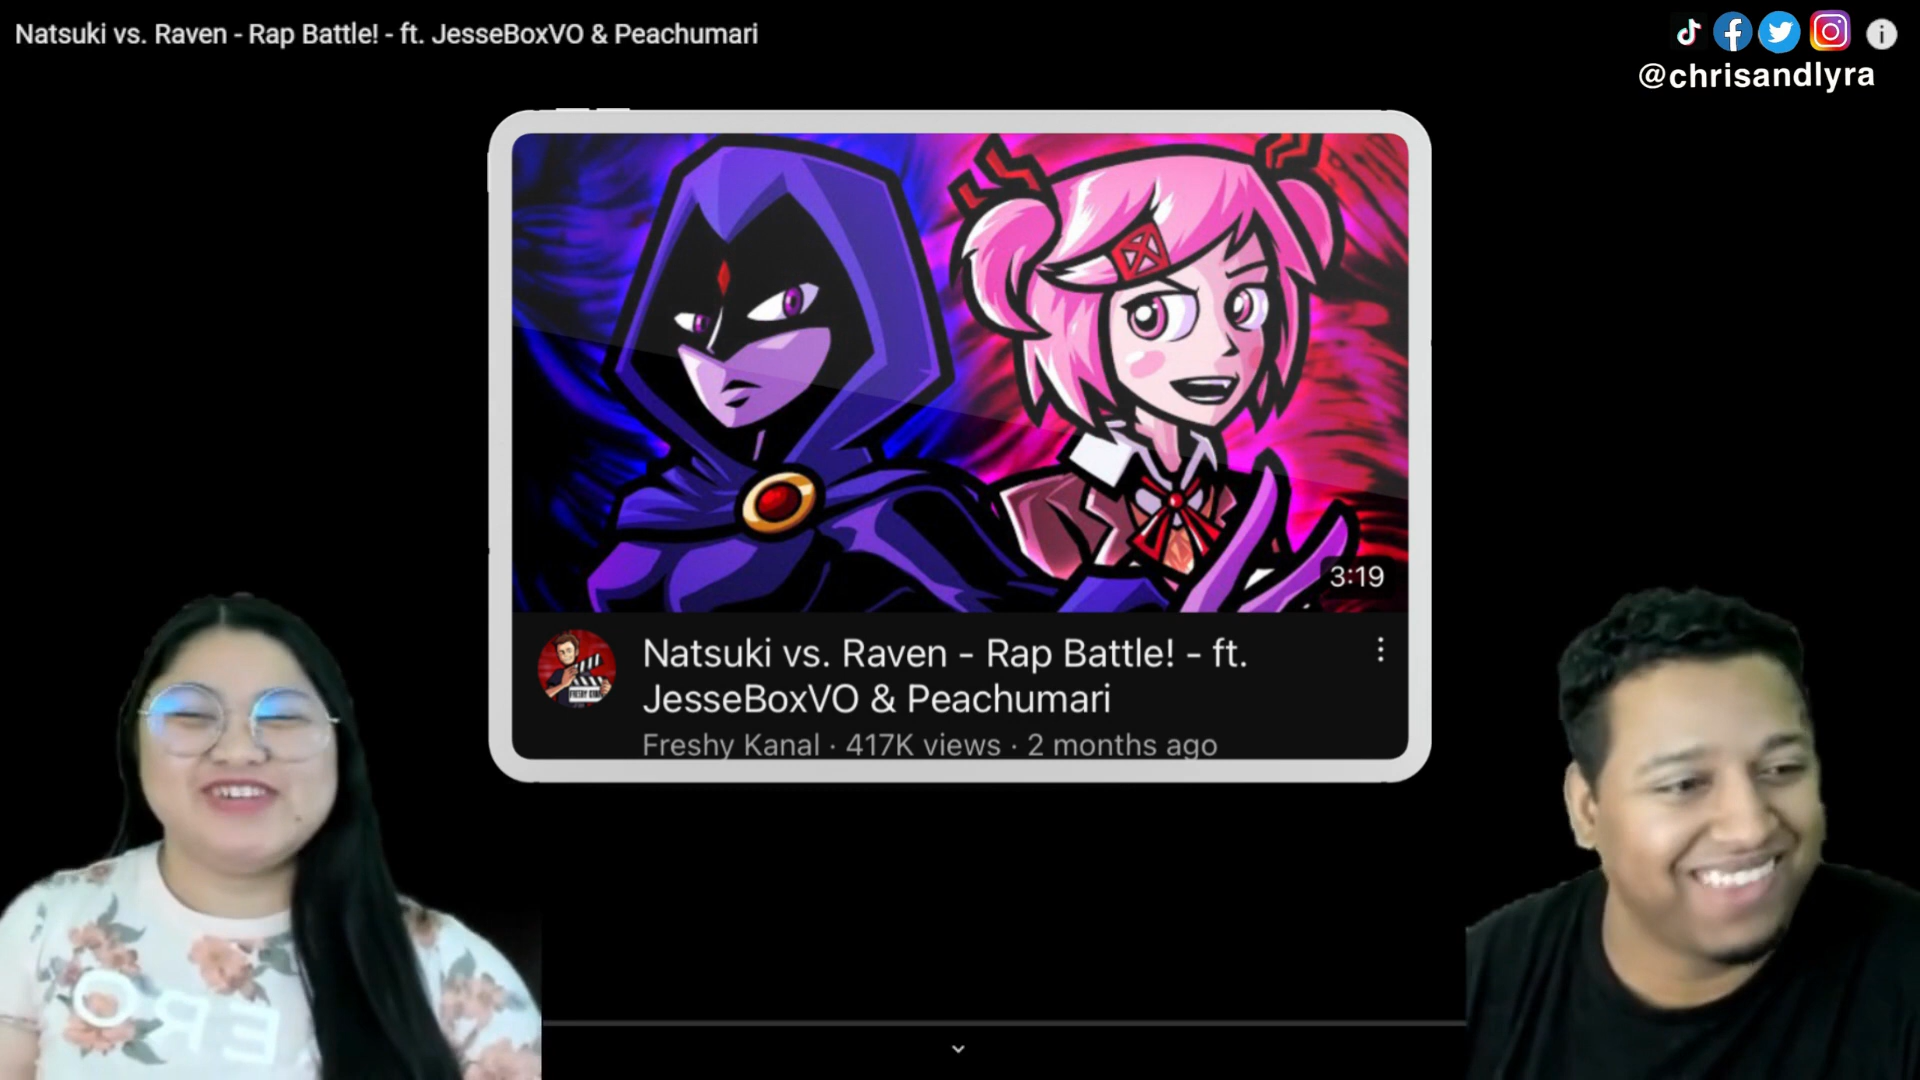 Natsuki vs. Raven - Rap Battle! - ft. JesseBoxVO & Peachumari
@chrisandlyra
3:19
Natsuki vs. Raven - Rap Battle! - ft.
JesseBoxVO & Peachumari
Freshy Kanal · 417K views · 2 months ago